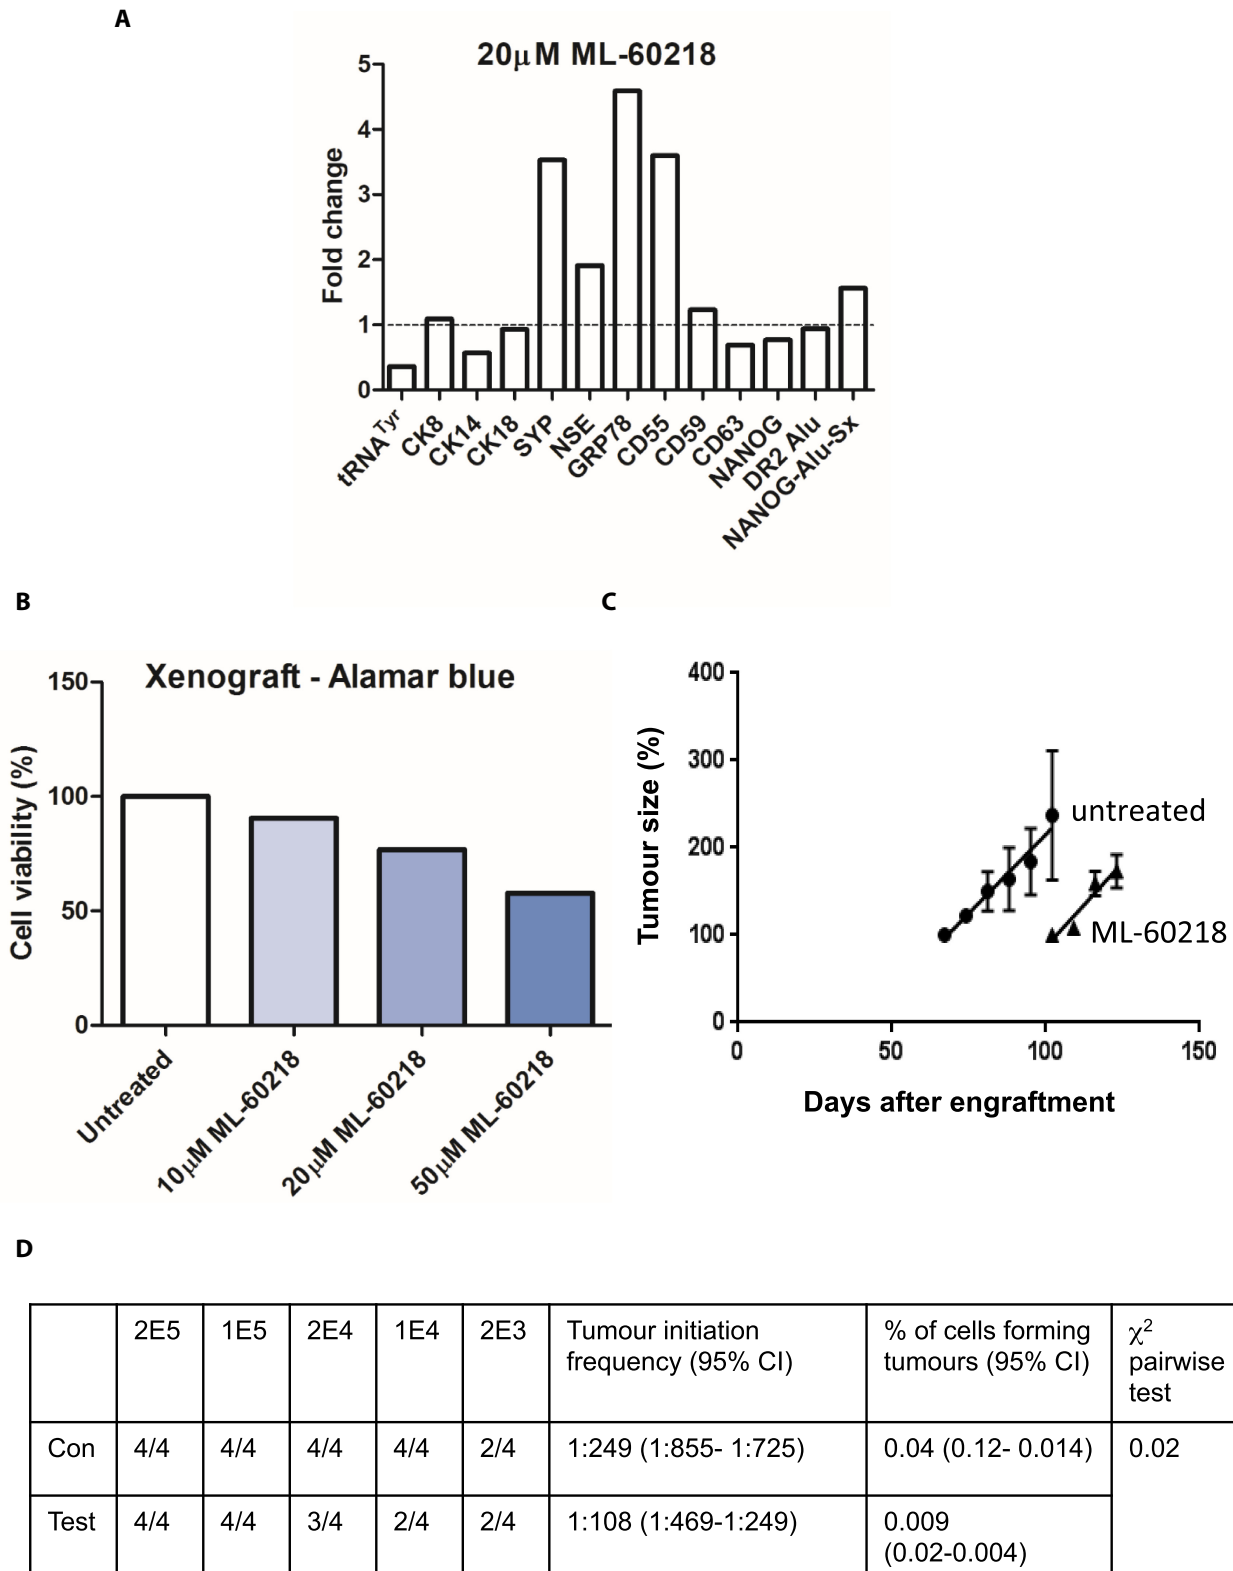 A
20μM ML-60218
Fold change
5
4
3
2
1
0
tRNATyr
CK8
CK14
CK18
SYP
NSE
GRP78
CD55
CD59
CD63
NANOG
DR2 Alu
NANOG-Alu-Sx
B
Xenograft - Alamar blue
Cell viability (%)
150
100
50
0
Untreated
10μM ML-60218
20μM ML-60218
50μM ML-60218
C
Tumour size (%)
400
300
200
100
0
untreated
ML-60218
0 50 100 150
Days after engraftment
D
2E5 1E5 2E4 1E4 2E3 Tumour initiation frequency (95% CI) % of cells forming tumours (95% CI) χ2 pairwise test
Con 4/4 4/4 4/4 4/4 2/4 1:249 (1:855- 1:725) 0.04 (0.12- 0.014) 0.02
Test 4/4 4/4 3/4 2/4 2/4 1:108 (1:469-1:249) 0.009 (0.02-0.004)